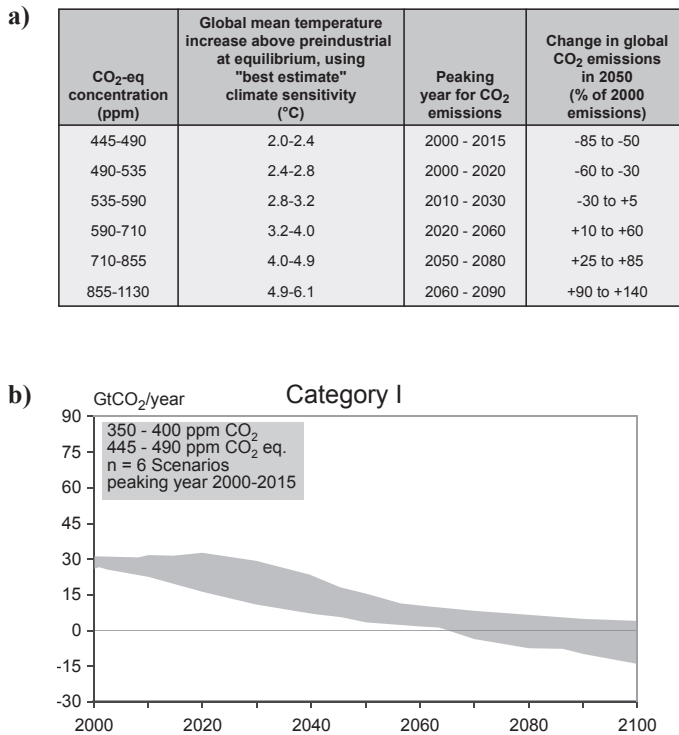 a)
CO2-eq concentration (ppm)
Global mean temperature increase above preindustrial at equilibrium, using "best estimate" climate sensitivity (°C)
Peaking year for CO2 emissions
Change in global CO2 emissions in 2050 (% of 2000 emissions)
445-490 2.0-2.4 2000 - 2015 -85 to -50
490-535 2.4-2.8 2000 - 2020 -60 to -30
535-590 2.8-3.2 2010 - 2030 -30 to +5
590-710 3.2-4.0 2020 - 2060 +10 to +60
710-855 4.0-4.9 2050 - 2080 +25 to +85
855-1130 4.9-6.1 2060 - 2090 +90 to +140
b)
GtCO2/year Category I
350 - 400 ppm CO2
445 - 490 ppm CO2 eq.
n = 6 Scenarios
peaking year 2000-2015
90
75
60
45
30
15
0
-15
-30
2000 2020 2040 2060 2080 2100